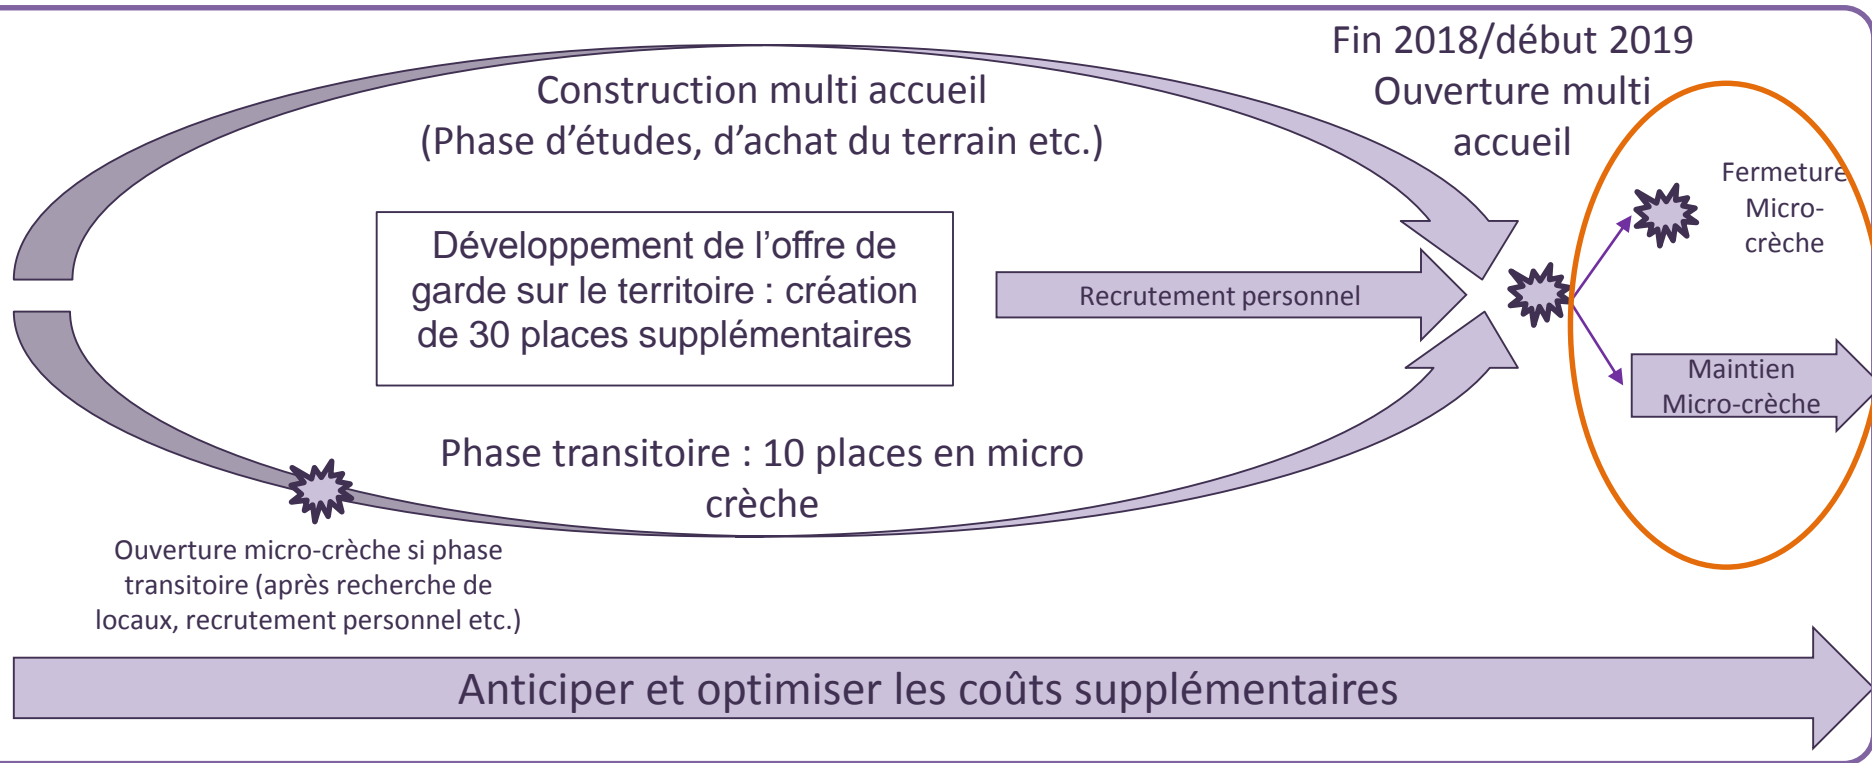 Fin 2018/début 2019
Ouverture multi
accueil
Construction multi accueil
(Phase d’études, d’achat du terrain etc.)
Fermeture
Micro-
crèche
Développement de l’offre de
garde sur le territoire : création
de 30 places supplémentaires
Recrutement personnel
Maintien
Micro-crèche
Phase transitoire : 10 places en micro
crèche
Ouverture micro-crèche si phase
transitoire (après recherche de
locaux, recrutement personnel etc.)
Anticiper et optimiser les coûts supplémentaires